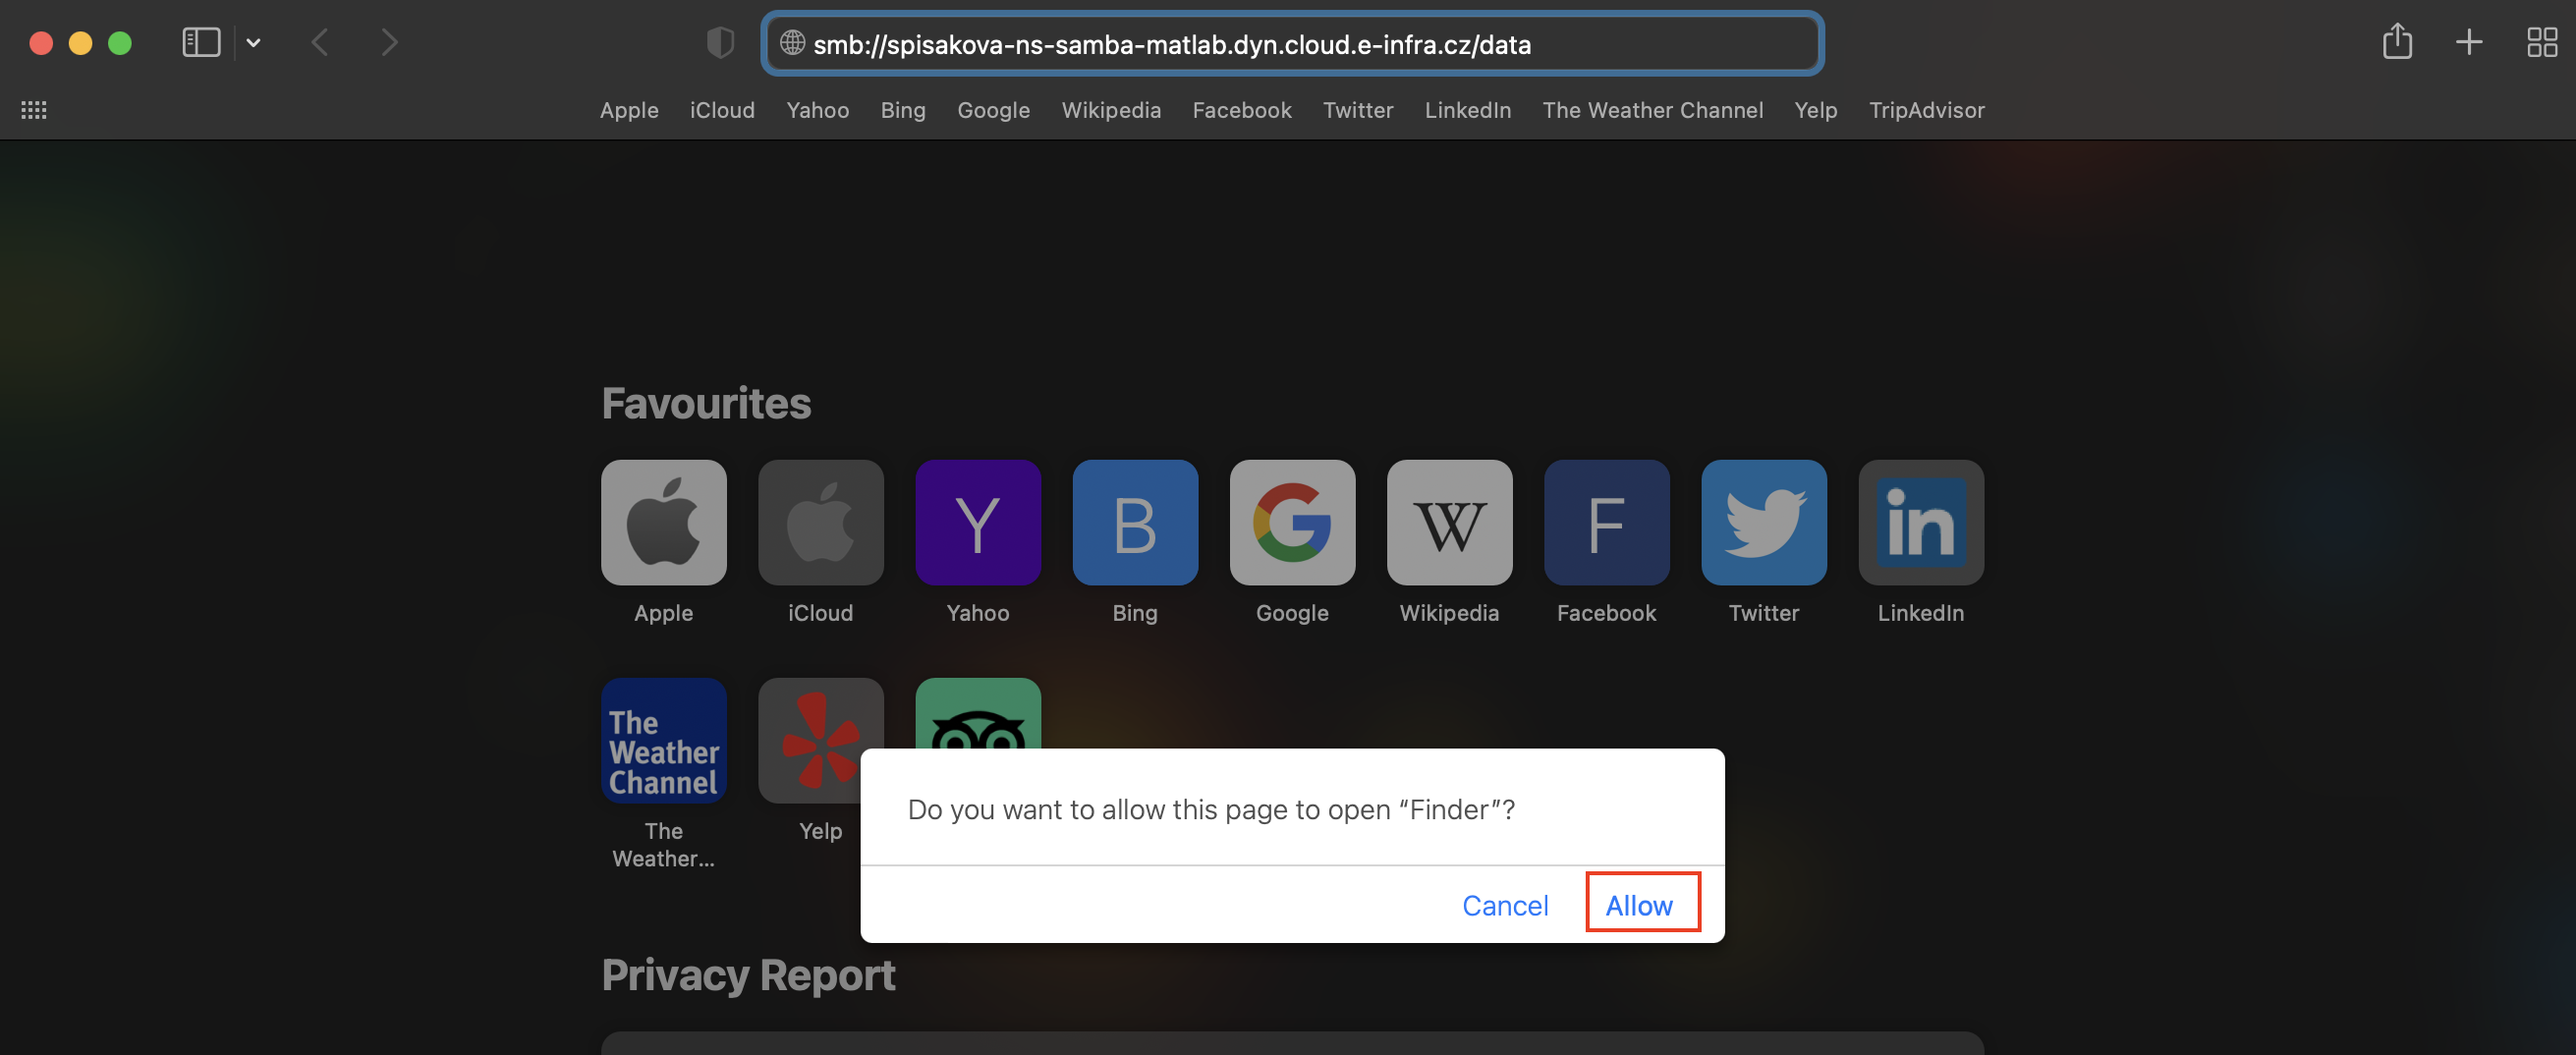 smb://spisakova-ns-samba-matlab.dyn.cloud.e-infra.cz/data
Apple iCloud Yahoo Bing Google Wikipedia Facebook Twitter LinkedIn The Weather Channel Yelp TripAdvisor
Favourites
Y B G W F in
Apple iCloud Yahoo Bing Google Wikipedia Facebook Twitter LinkedIn
The
Weather
Channel
The
Weather...
Yelp
Do you want to allow this page to open “Finder”?
Cancel Allow
Privacy Report